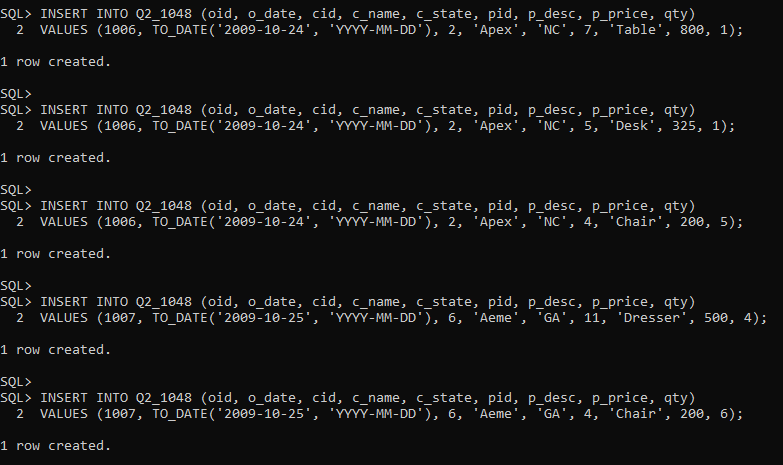 SQL> INSERT INTO Q2_1048 (oid, o_date, cid, c_name, c_state, pid, p_desc, p_price, qty)
  2  VALUES (1006, TO_DATE('2009-10-24', 'YYYY-MM-DD'), 2, 'Apex', 'NC', 7, 'Table', 800, 1);
1 row created.
SQL>
SQL> INSERT INTO Q2_1048 (oid, o_date, cid, c_name, c_state, pid, p_desc, p_price, qty)
  2  VALUES (1006, TO_DATE('2009-10-24', 'YYYY-MM-DD'), 2, 'Apex', 'NC', 5, 'Desk', 325, 1);
1 row created.
SQL>
SQL> INSERT INTO Q2_1048 (oid, o_date, cid, c_name, c_state, pid, p_desc, p_price, qty)
  2  VALUES (1006, TO_DATE('2009-10-24', 'YYYY-MM-DD'), 2, 'Apex', 'NC', 4, 'Chair', 200, 5);
1 row created.
SQL>
SQL> INSERT INTO Q2_1048 (oid, o_date, cid, c_name, c_state, pid, p_desc, p_price, qty)
  2  VALUES (1007, TO_DATE('2009-10-25', 'YYYY-MM-DD'), 6, 'Aeme', 'GA', 11, 'Dresser', 500, 4);
1 row created.
SQL>
SQL> INSERT INTO Q2_1048 (oid, o_date, cid, c_name, c_state, pid, p_desc, p_price, qty)
  2  VALUES (1007, TO_DATE('2009-10-25', 'YYYY-MM-DD'), 6, 'Aeme', 'GA', 4, 'Chair', 200, 6);
1 row created.